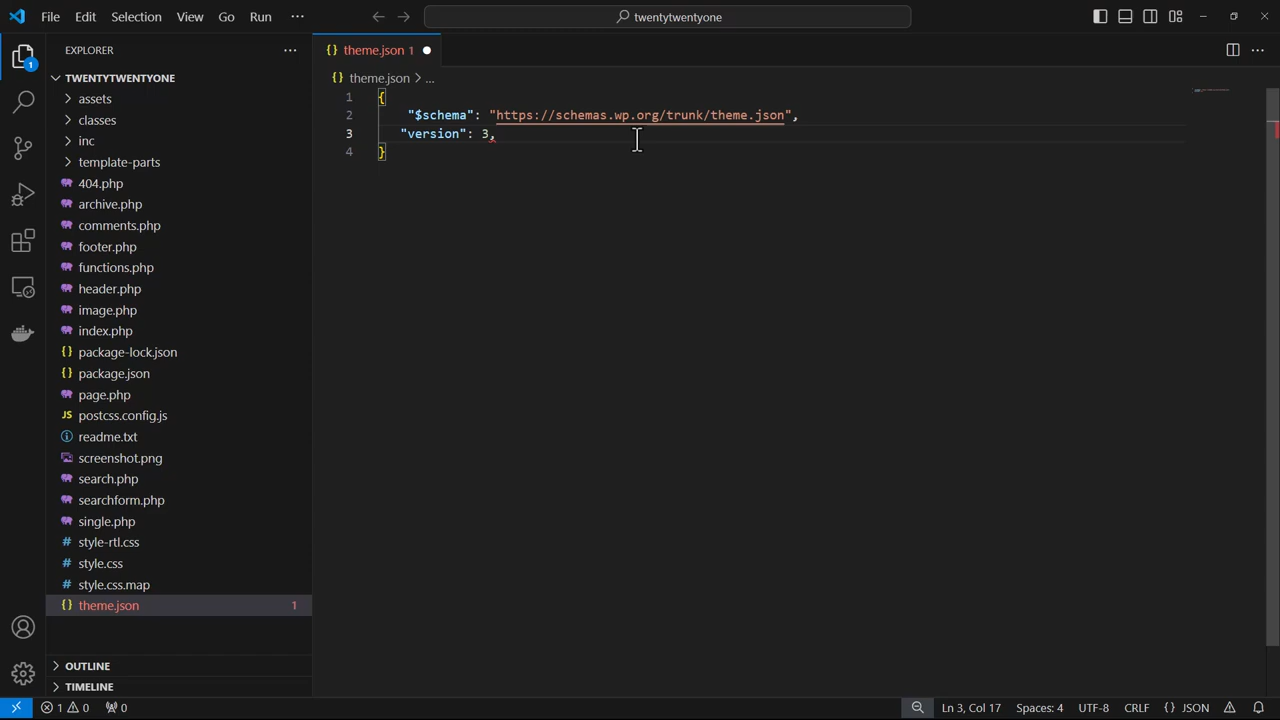 File Edit Selection View Go Run ··· twentytwentyone
EXPLORER ···
theme.json 1
TWENTYTWENTYONE
theme.json > ...
assets
classes
inc
template-parts
404.php
archive.php
comments.php
footer.php
functions.php
header.php
image.php
index.php
package-lock.json
package.json
page.php
postcss.config.js
readme.txt
screenshot.png
search.php
searchform.php
single.php
style-rtl.css
style.css
style.css.map
theme.json 1
OUTLINE
TIMELINE
1 {
2 "$schema": "https://schemas.wp.org/trunk/theme.json",
3 "version": 3,
4 }
1 0 0 Ln 3, Col 17 Spaces: 4 UTF-8 CRLF {} JSON